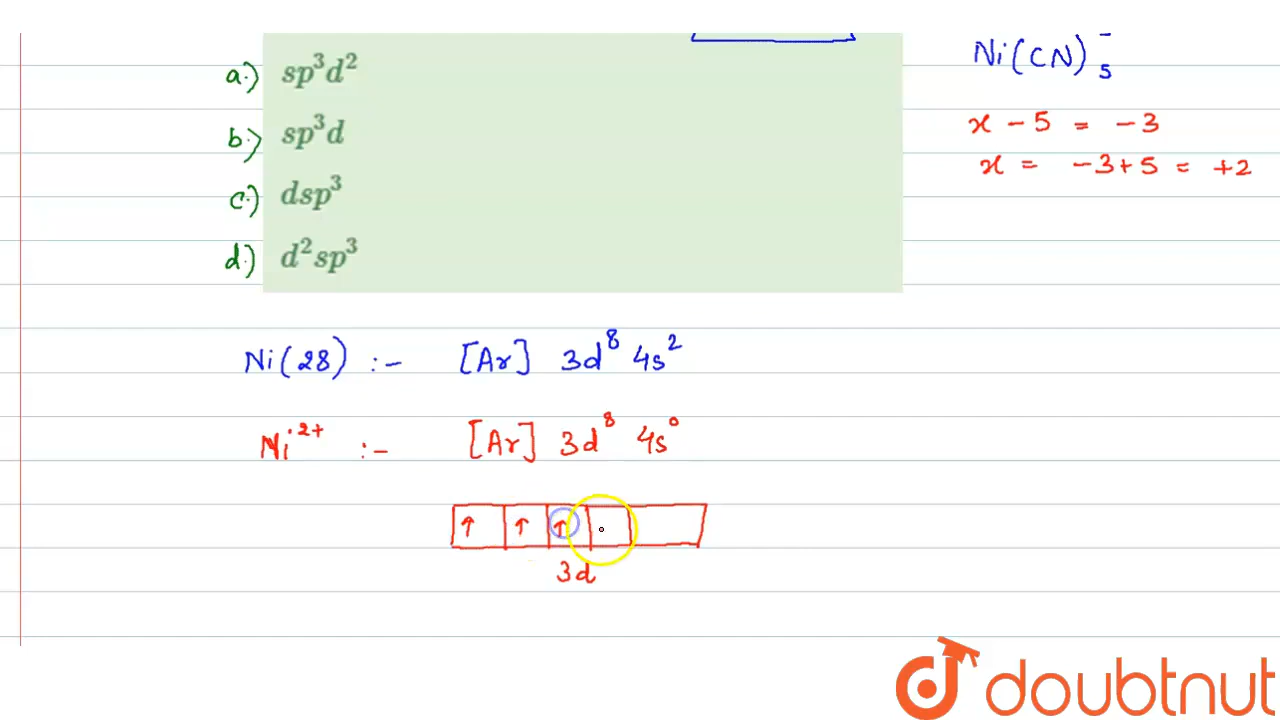 a.) sp³d²
b.) sp³d
c.) dsp³
d.) d²sp³
Ni(CN)₅⁻
x - 5 = -3
x = -3+5 = +2
Ni(28) :- [Ar] 3d⁸ 4s²
Ni²⁺ :- [Ar] 3d⁸ 4s⁰
↑ ↑ ↑
3d
doubtnut